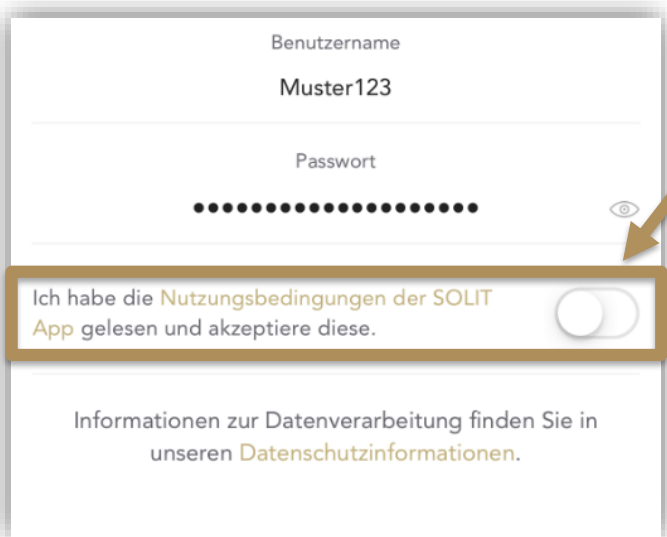 Benutzername
Muster123
Passwort
••••••••••••••••••••
Ich habe die Nutzungsbedingungen der SOLIT
App gelesen und akzeptiere diese.
Informationen zur Datenverarbeitung finden Sie in
unseren Datenschutzinformationen.